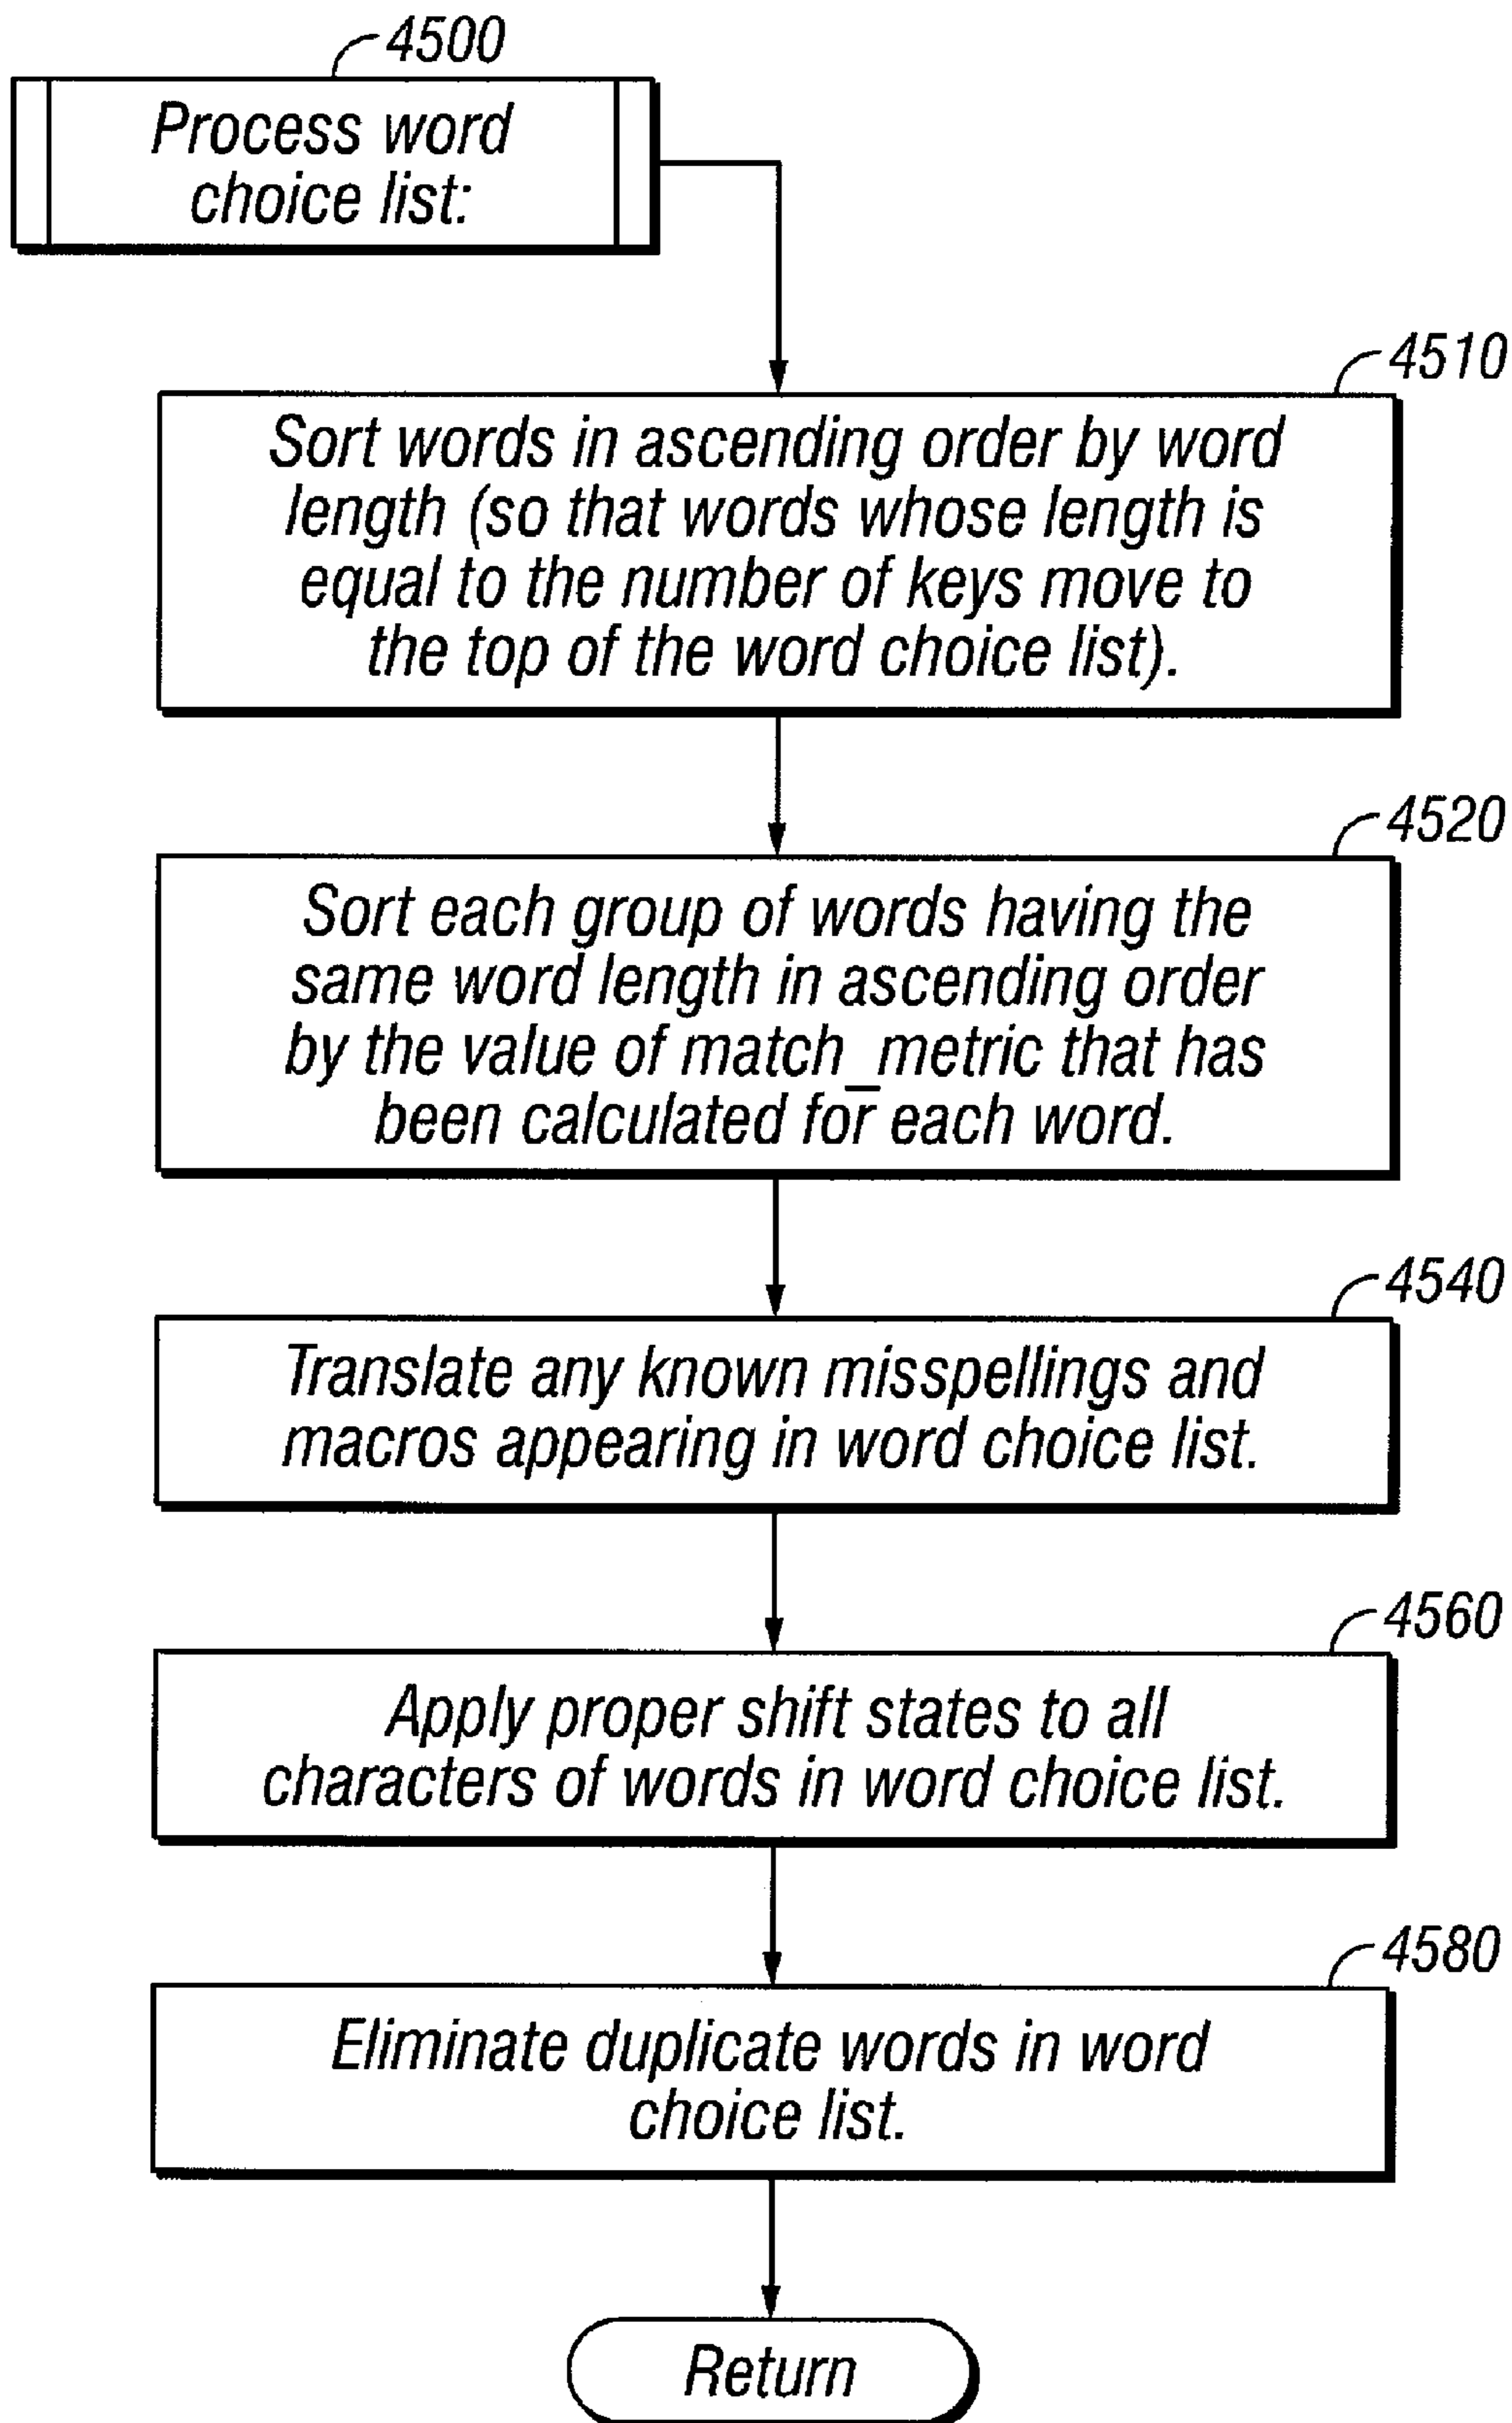 4500
Process word
choice list:
4510
Sort words in ascending order by word
length (so that words whose length is
equal to the number of keys move to
the top of the word choice list).
4520
Sort each group of words having the
same word length in ascending order
by the value of match_metric that has
been calculated for each word.
4540
Translate any known misspellings and
macros appearing in word choice list.
4560
Apply proper shift states to all
characters of words in word choice list.
4580
Eliminate duplicate words in word
choice list.
Return